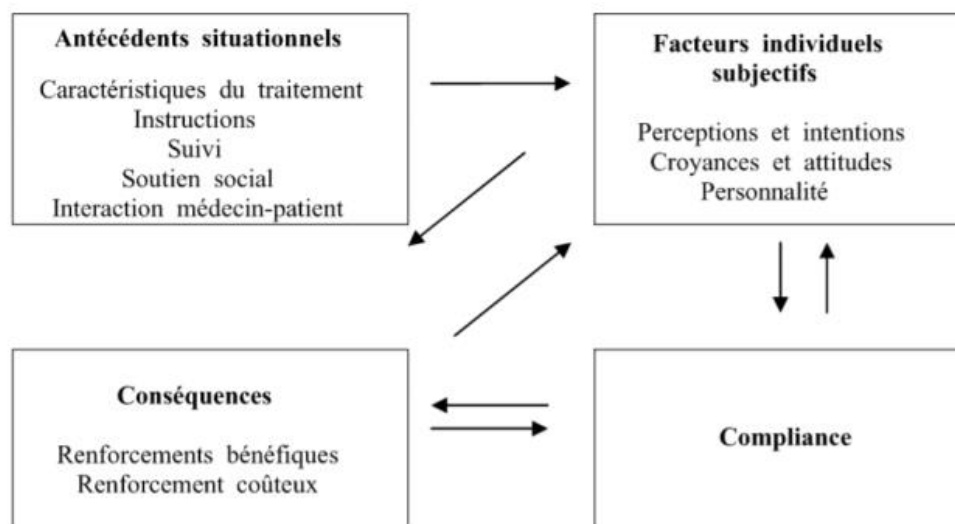 Antécédents situationnels
Caractéristiques du traitement
Instructions
Suivi
Soutien social
Interaction médecin-patient
Facteurs individuels
subjectifs
Perceptions et intentions
Croyances et attitudes
Personnalité
Conséquences
Renforcements bénéfiques
Renforcement coûteux
Compliance